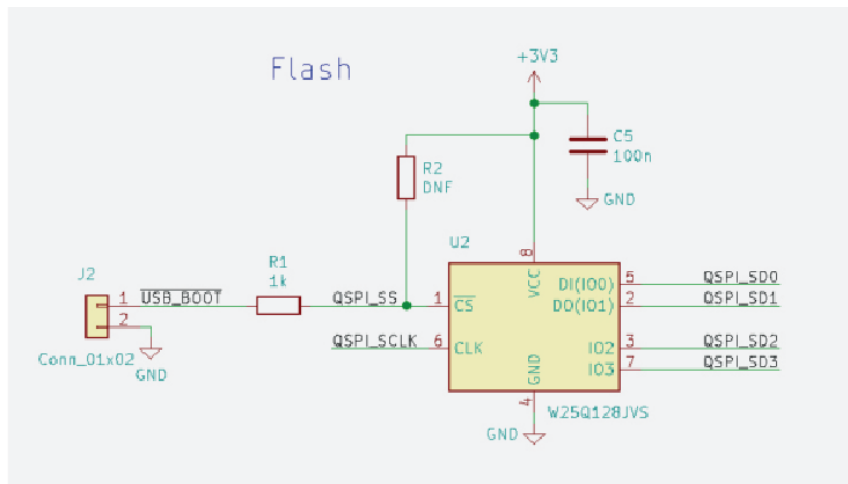 Flash
+3V3
C5
100n
GND
R2
DNF
U2
J2
R1
1k
1
USB_BOOT
QSPI_SS
1
CS
8
VCC
DI(IO0)
5
QSPI_SD0
DO(IO1)
2
QSPI_SD1
2
QSPI_SCLK
6
CLK
IO2
3
QSPI_SD2
GND
IO3
7
QSPI_SD3
Conn_01x02
GND
4
W25Q128JVS
GND